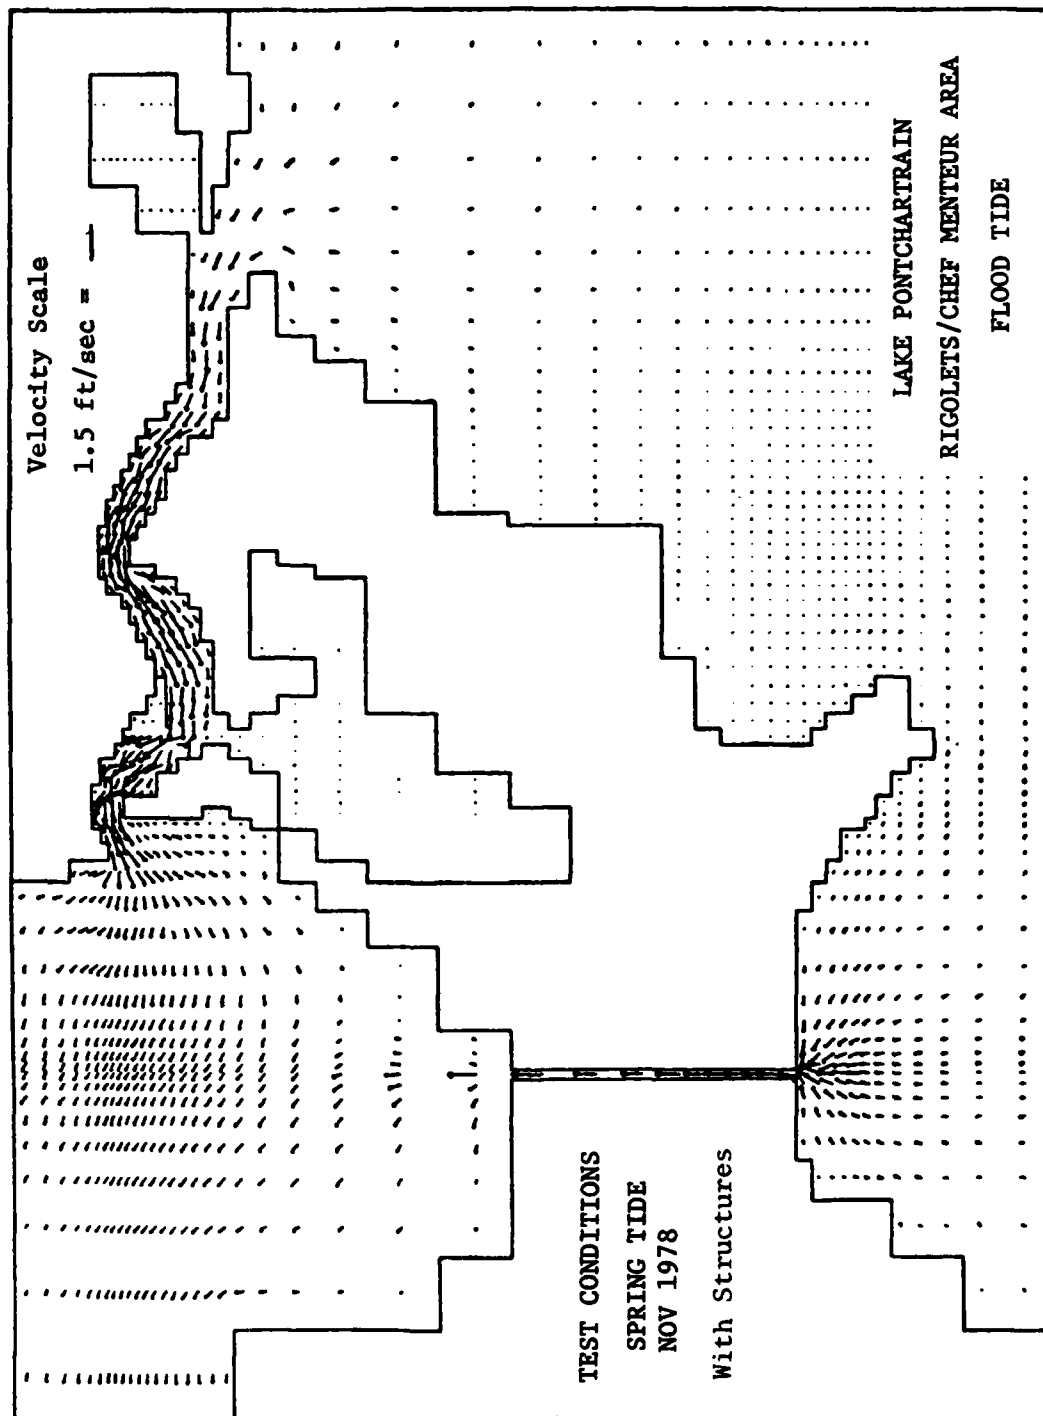 Velocity Scale
1.5 ft/sec =
LAKE PONTCHARTRAIN
RIGOLETS/CHEF MENTEUR AREA
FLOOD TIDE
TEST CONDITIONS
SPRING TIDE
NOV 1978
With Structures